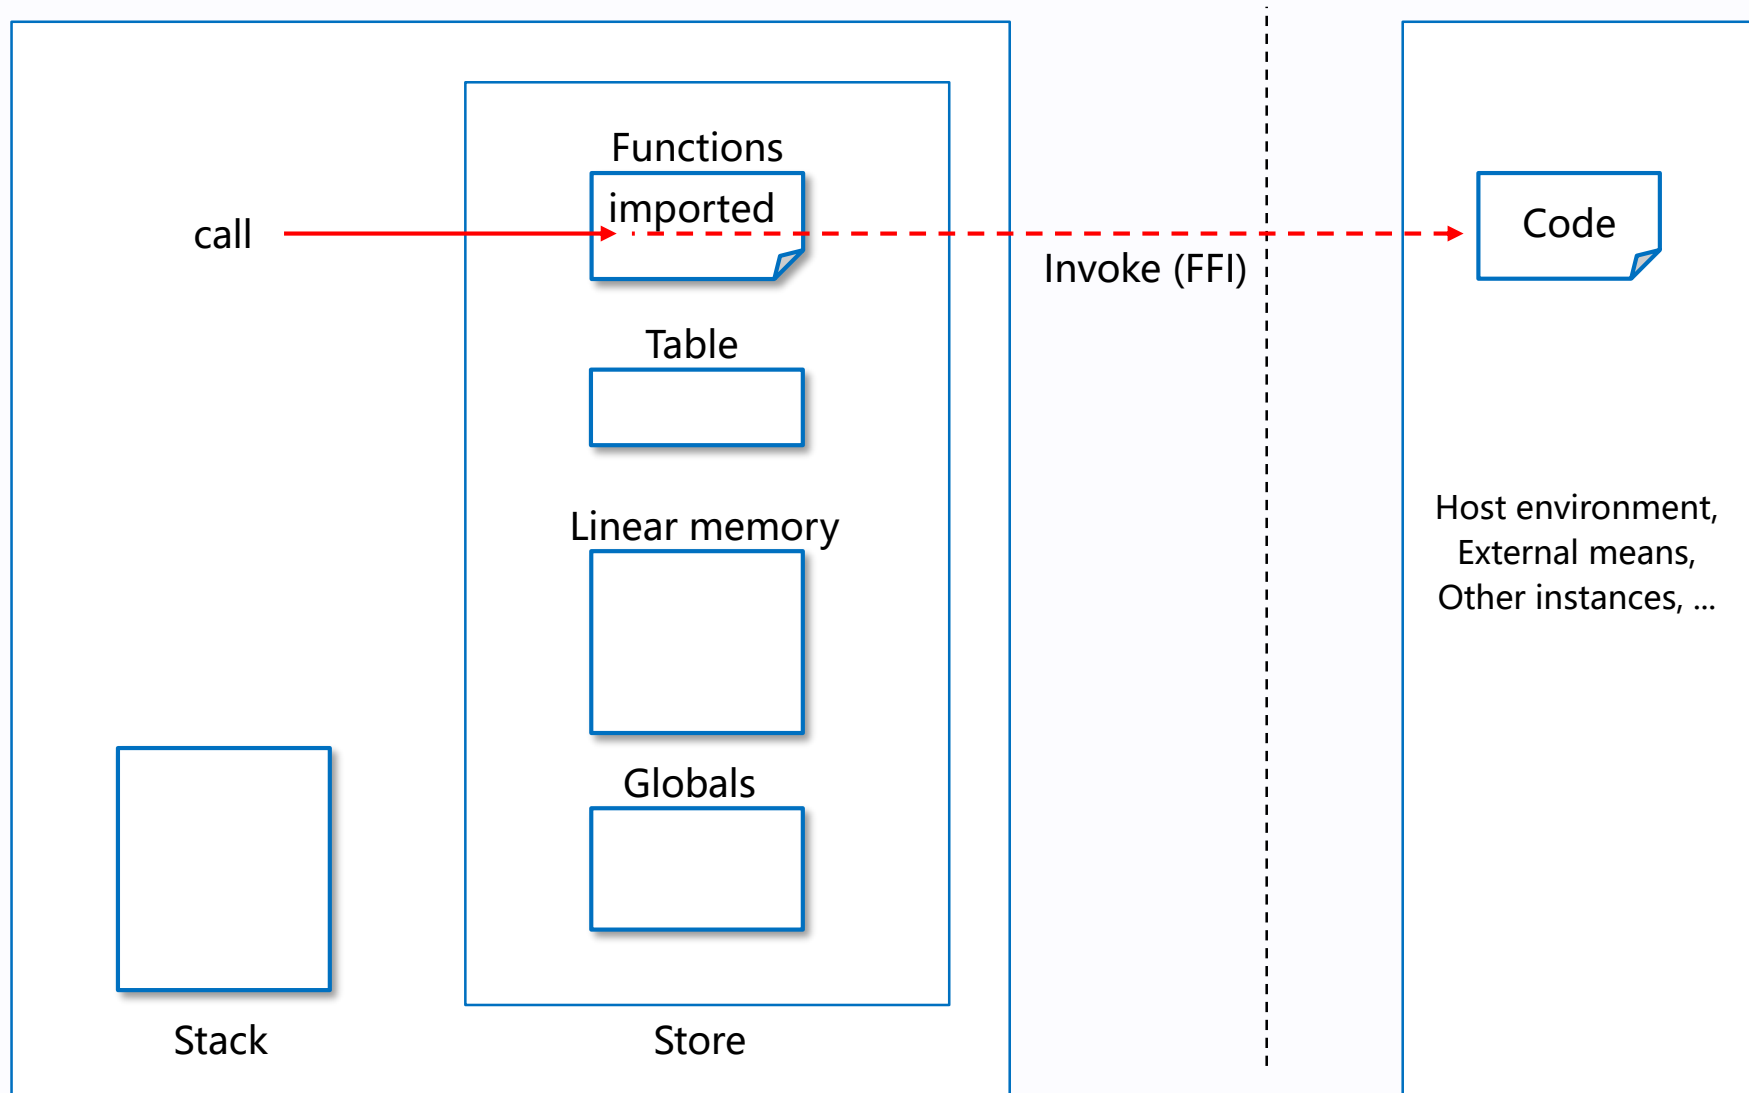 Functions
imported
call
Code
Invoke (FFI)
Table
Linear memory
Host environment,
External means,
Other instances, ...
Globals
Stack
Store